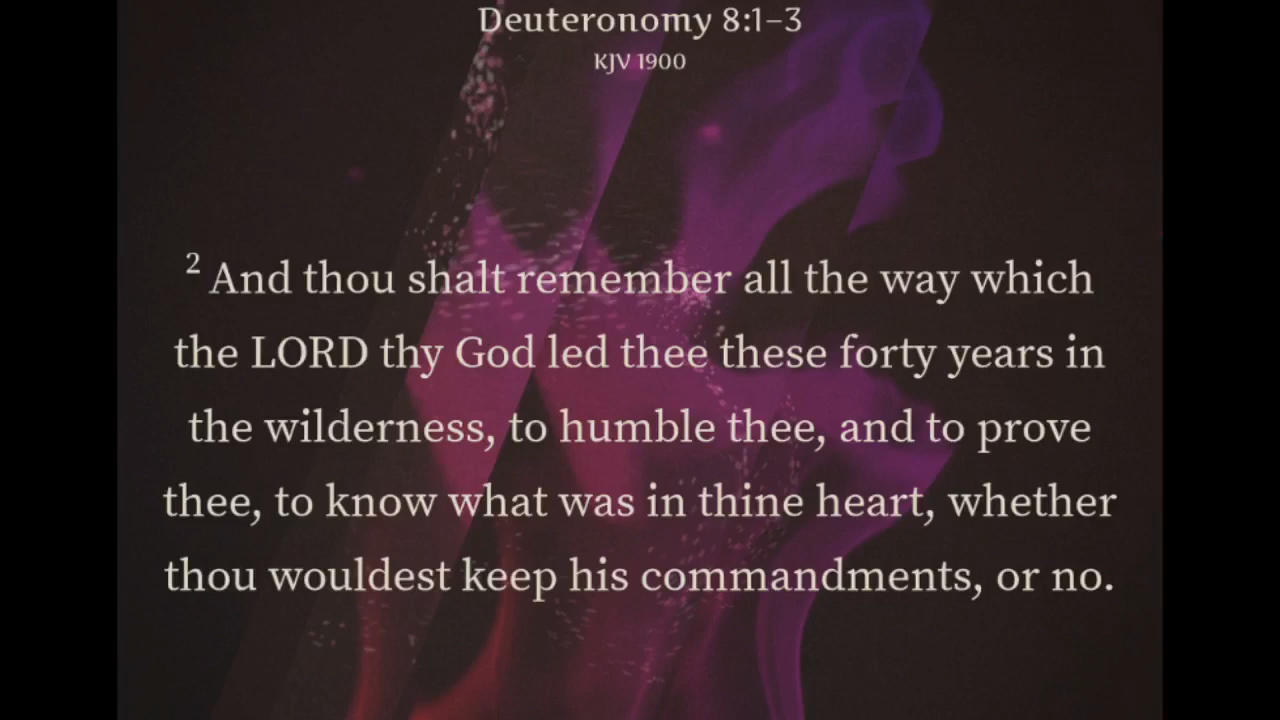 Deuteronomy 8:1–3
KJV 1900
2 And thou shalt remember all the way which
the LORD thy God led thee these forty years in
the wilderness, to humble thee, and to prove
thee, to know what was in thine heart, whether
thou wouldest keep his commandments, or no.